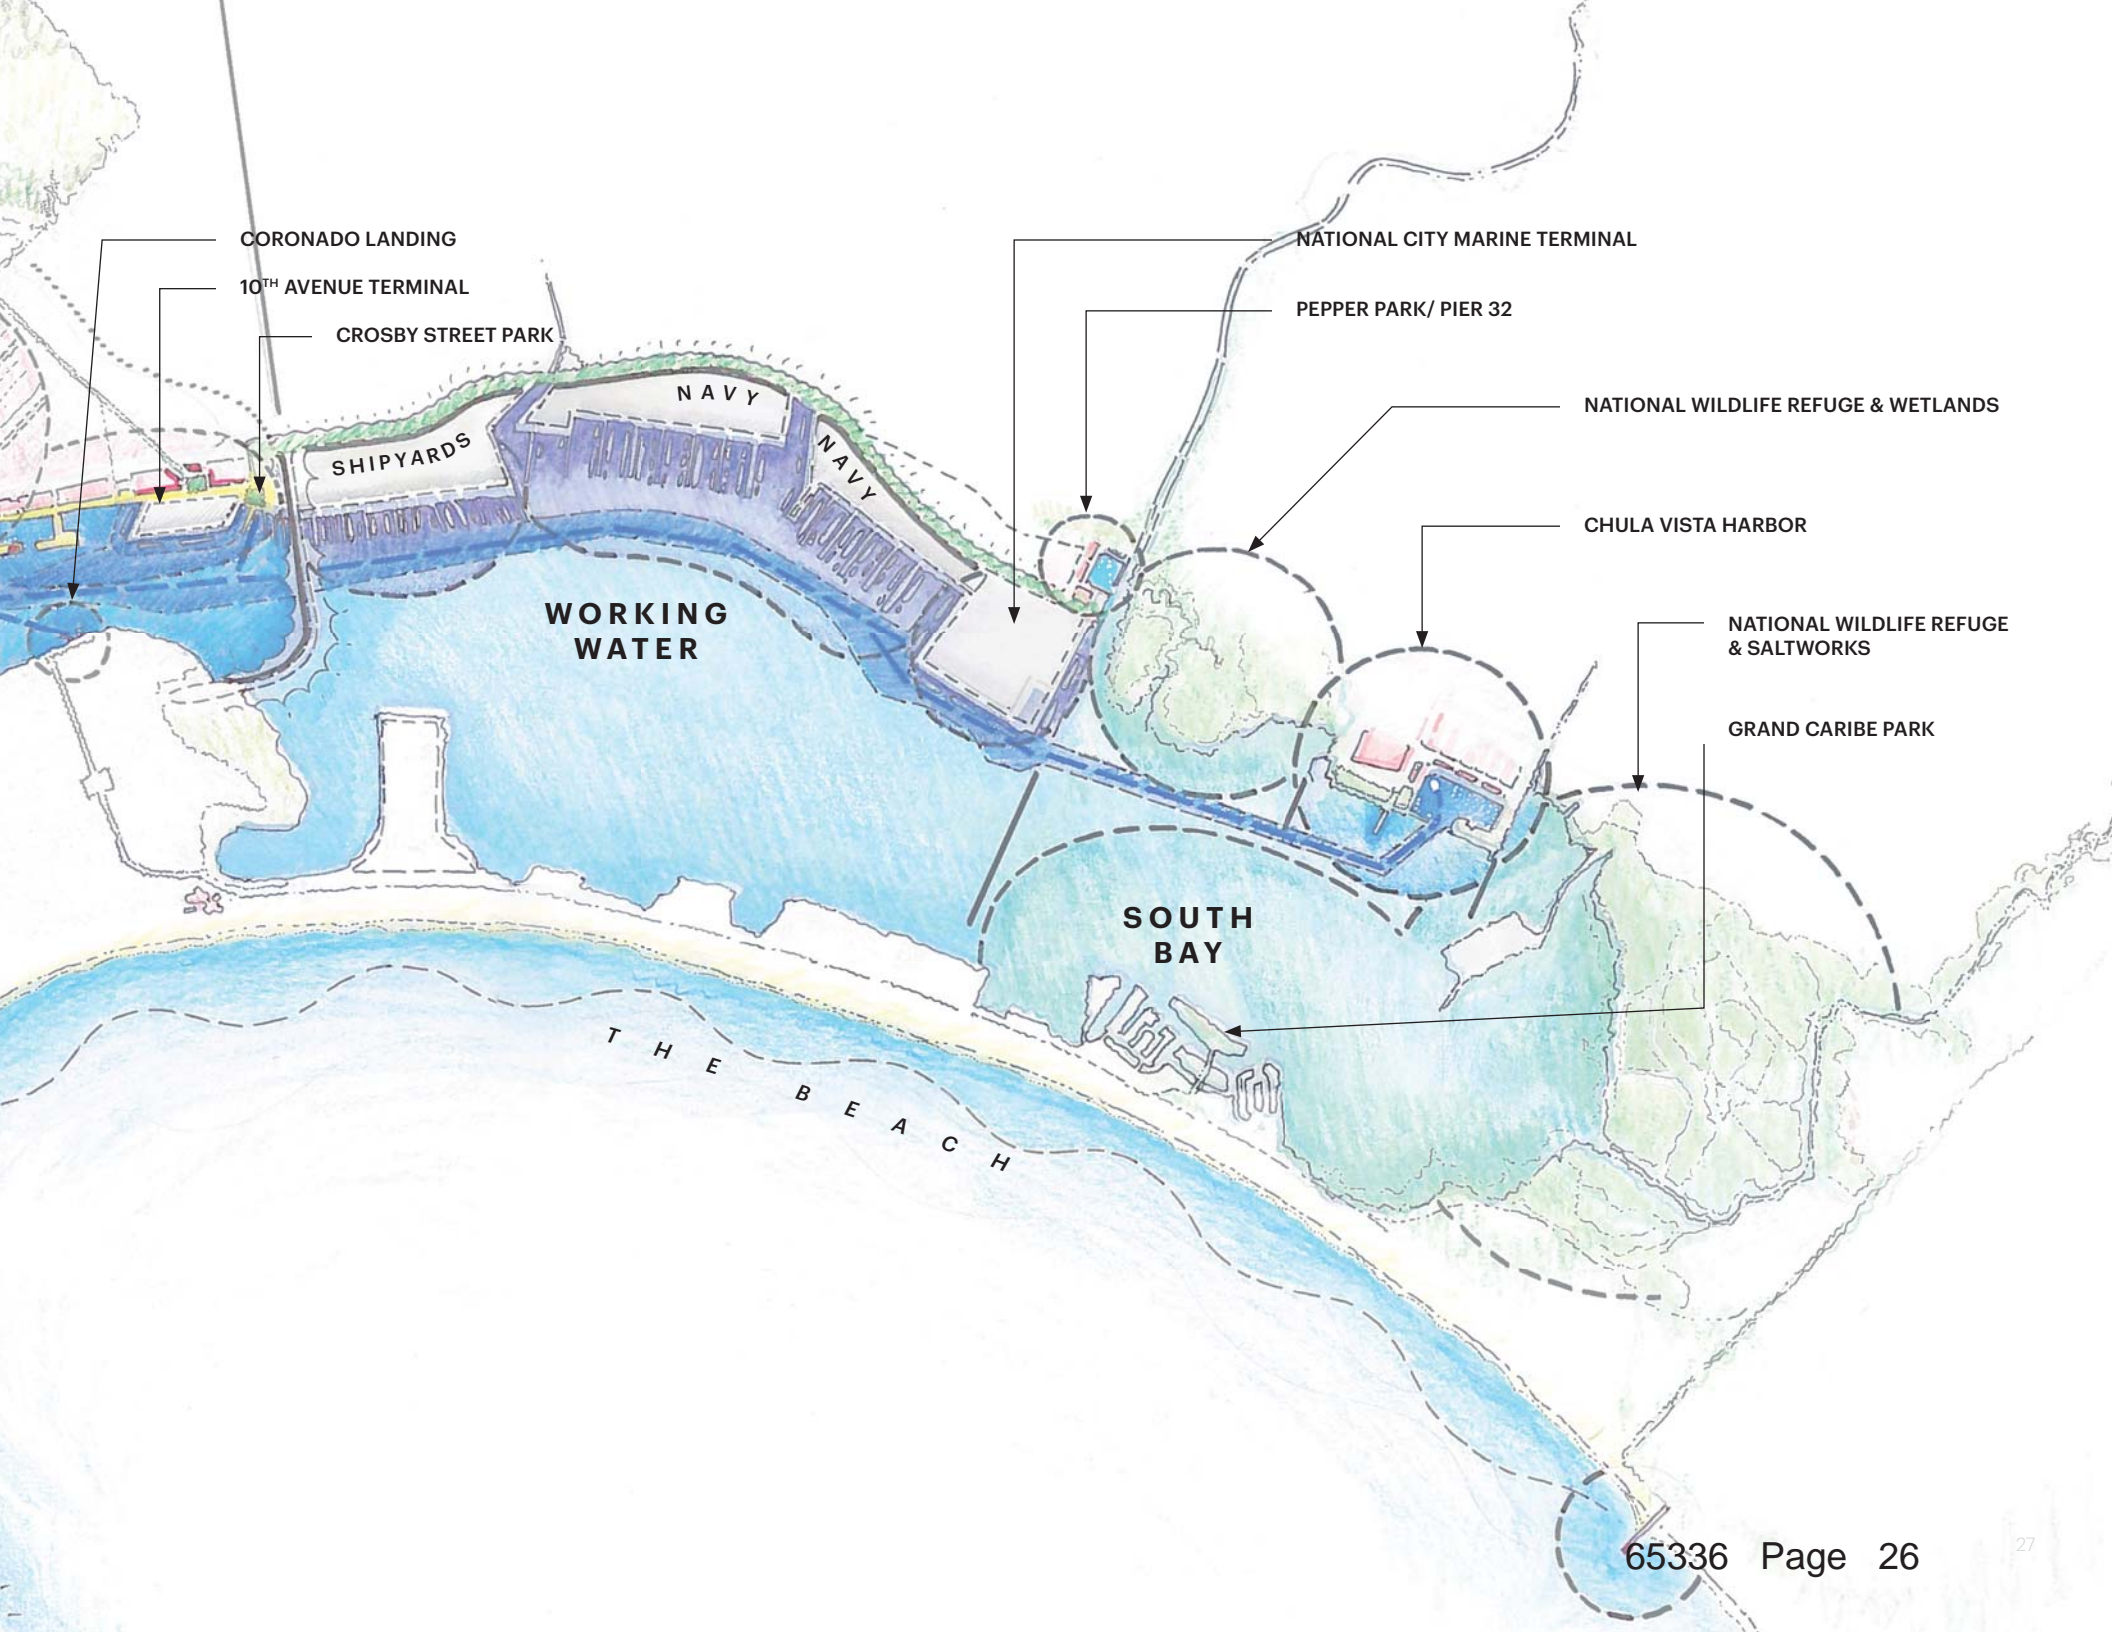 CORONADO LANDING
10TH AVENUE TERMINAL
CROSBY STREET PARK
NATIONAL CITY MARINE TERMINAL
PEPPER PARK/ PIER 32
NATIONAL WILDLIFE REFUGE & WETLANDS
CHULA VISTA HARBOR
NATIONAL WILDLIFE REFUGE
& SALTWORKS
GRAND CARIBE PARK
SHIPYARDS
NAVY
NAVY
WORKING
WATER
SOUTH
BAY
THE BEACH
65336 Page 26
27